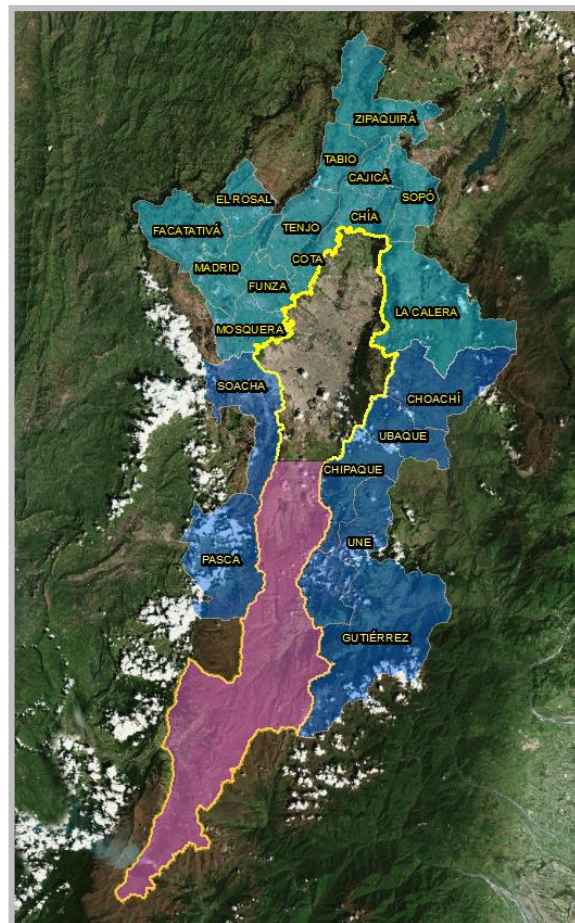 ZIPAQUIRÁ
TABIO
CAJICÁ
SOPÓ
EL ROSAL
CHÍA
FACATATIVÁ
TENJO
COTA
MADRID
FUNZA
LA CALERA
MOSQUERA
SOACHA
CHOACHÍ
UBAQUE
CHIPAQUE
UNE
PASCA
GUTIÉRREZ